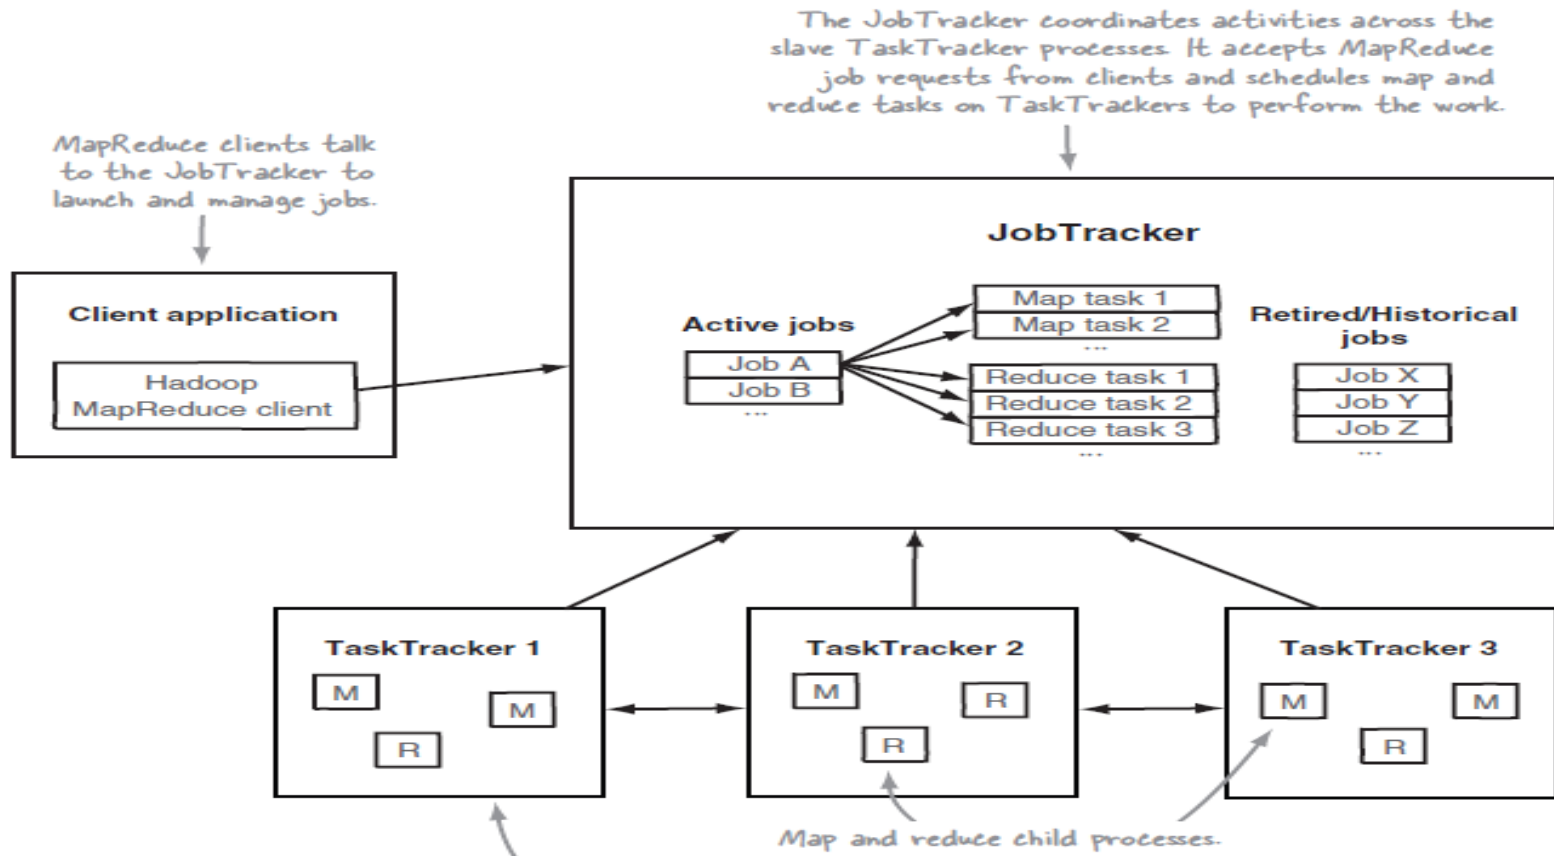 The JobTracker coordinates activities across the
slave TaskTracker processes. It accepts MapReduce
job requests from clients and schedules map and
reduce tasks on TaskTrackers to perform the work.
MapReduce clients talk
to the JobTracker to
launch and manage jobs.
JobTracker
Client application
Hadoop
MapReduce client
Active jobs
Job A
Job B
...
Map task 1
Map task 2
...
Reduce task 1
Reduce task 2
Reduce task 3
...
Retired/Historical
jobs
Job X
Job Y
Job Z
...
TaskTracker 1
M
M
R
TaskTracker 2
M
R
R
TaskTracker 3
M
M
R
Map and reduce child processes.